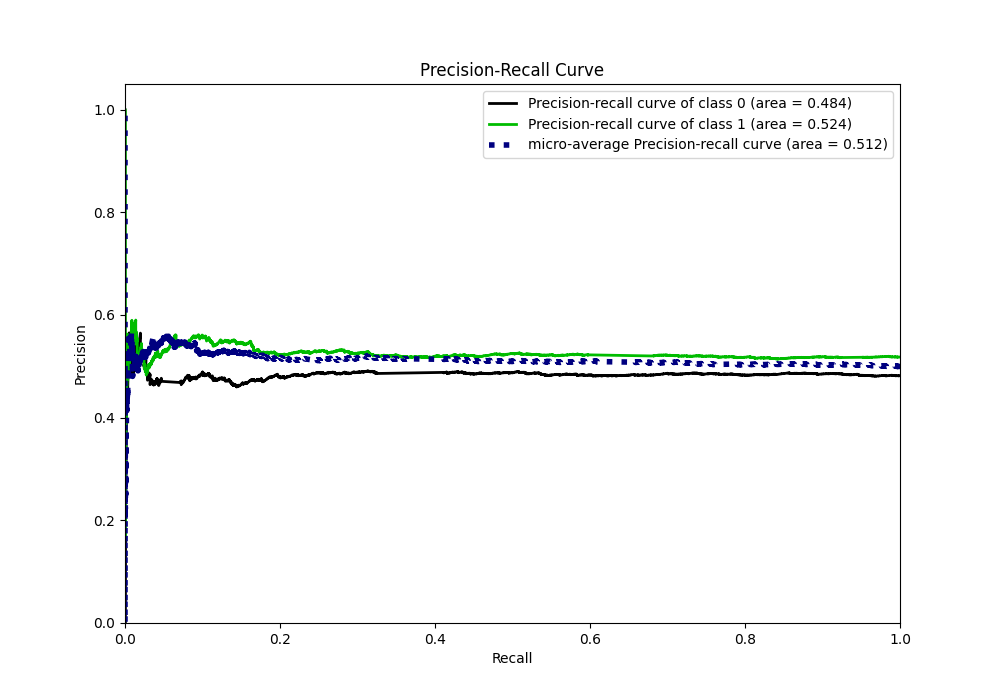 Precision-Recall Curve
Precision-recall curve of class 0 (area = 0.484)
Precision-recall curve of class 1 (area = 0.524)
micro-average Precision-recall curve (area = 0.512)
Precision
1.0
0.8
0.6
0.4
0.2
0.0
0.0 0.2 0.4 0.6 0.8 1.0
Recall